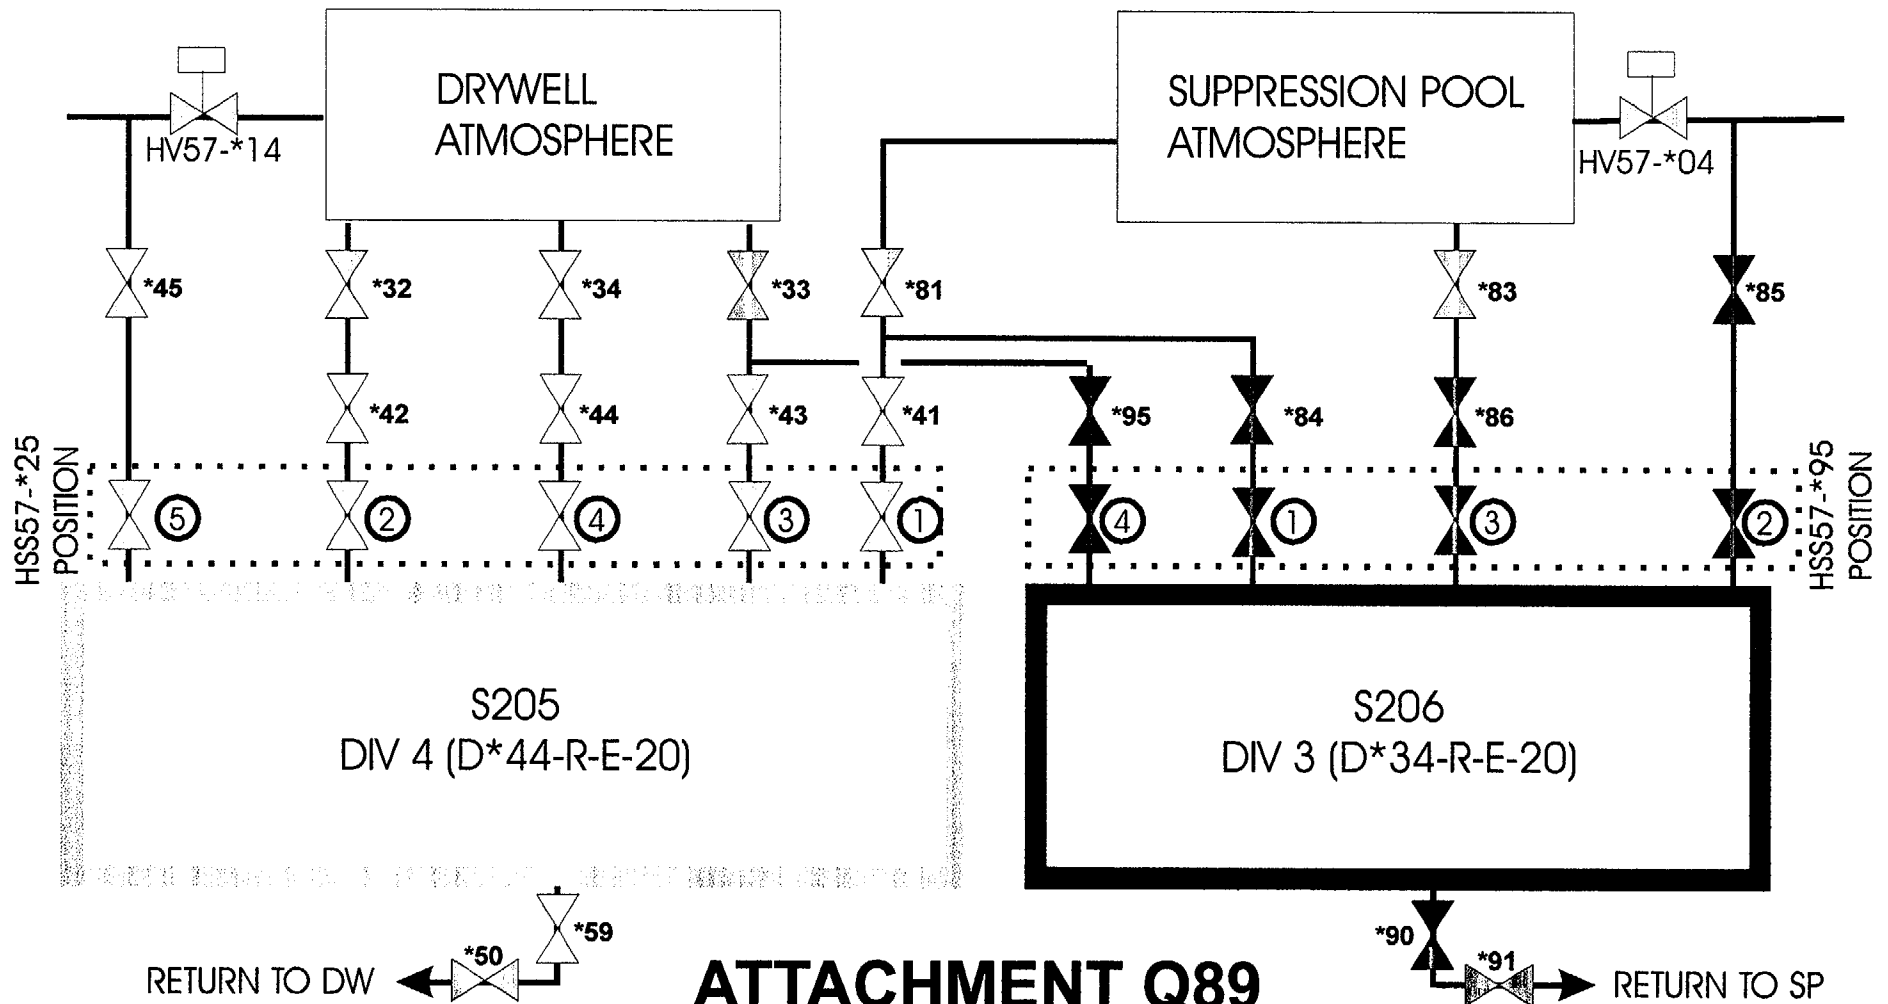 DRYWELL
ATMOSPHERE
SUPPRESSION POOL
ATMOSPHERE
HV57-*14
HV57-*04
*45
*32
*34
*33
*81
*83
*85
*42
*44
*43
*41
*95
*84
*86
HSS57-*25
POSITION
5
2
4
3
1
4
1
3
2
HSS57-*95
POSITION
S205
DIV 4 (D*44-R-E-20)
S206
DIV 3 (D*34-R-E-20)
*59
*50
RETURN TO DW
*90
*91
RETURN TO SP
ATTACHMENT Q89